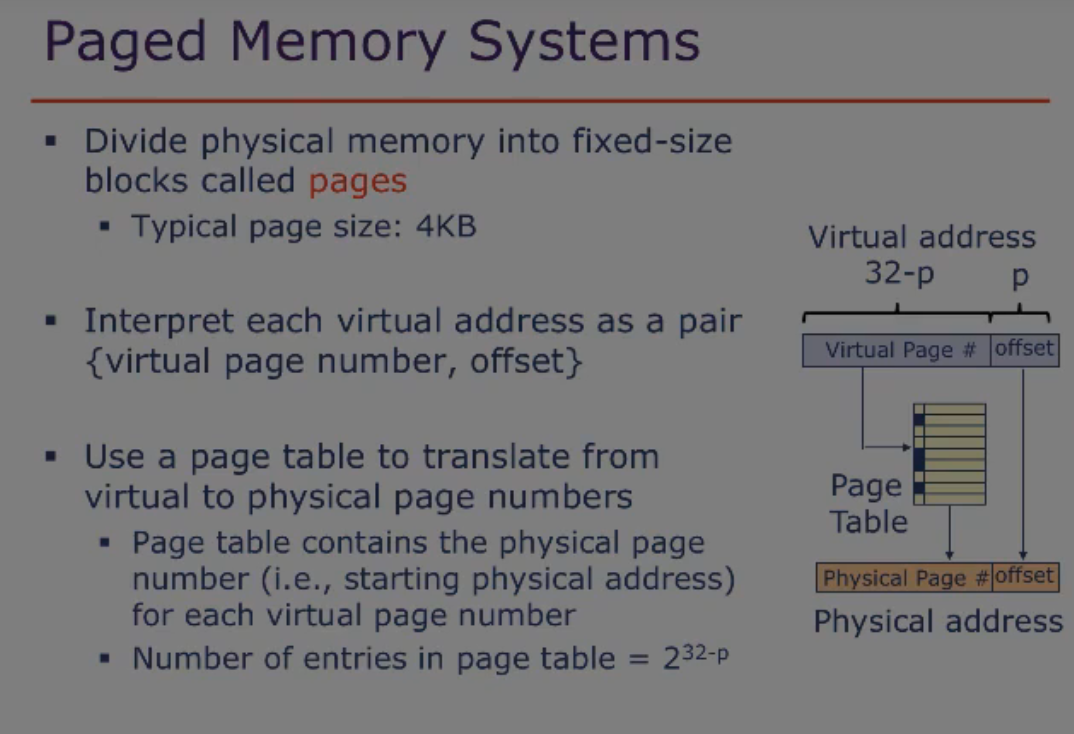 Paged Memory Systems
▪ Divide physical memory into fixed-size
blocks called pages
▪ Typical page size: 4KB
▪ Interpret each virtual address as a pair
{virtual page number, offset}
▪ Use a page table to translate from
virtual to physical page numbers
▪ Page table contains the physical page
number (i.e., starting physical address)
for each virtual page number
▪ Number of entries in page table = 2³²⁻ᵖ
Virtual address
32-p p
Virtual Page # offset
Page
Table
Physical Page # offset
Physical address